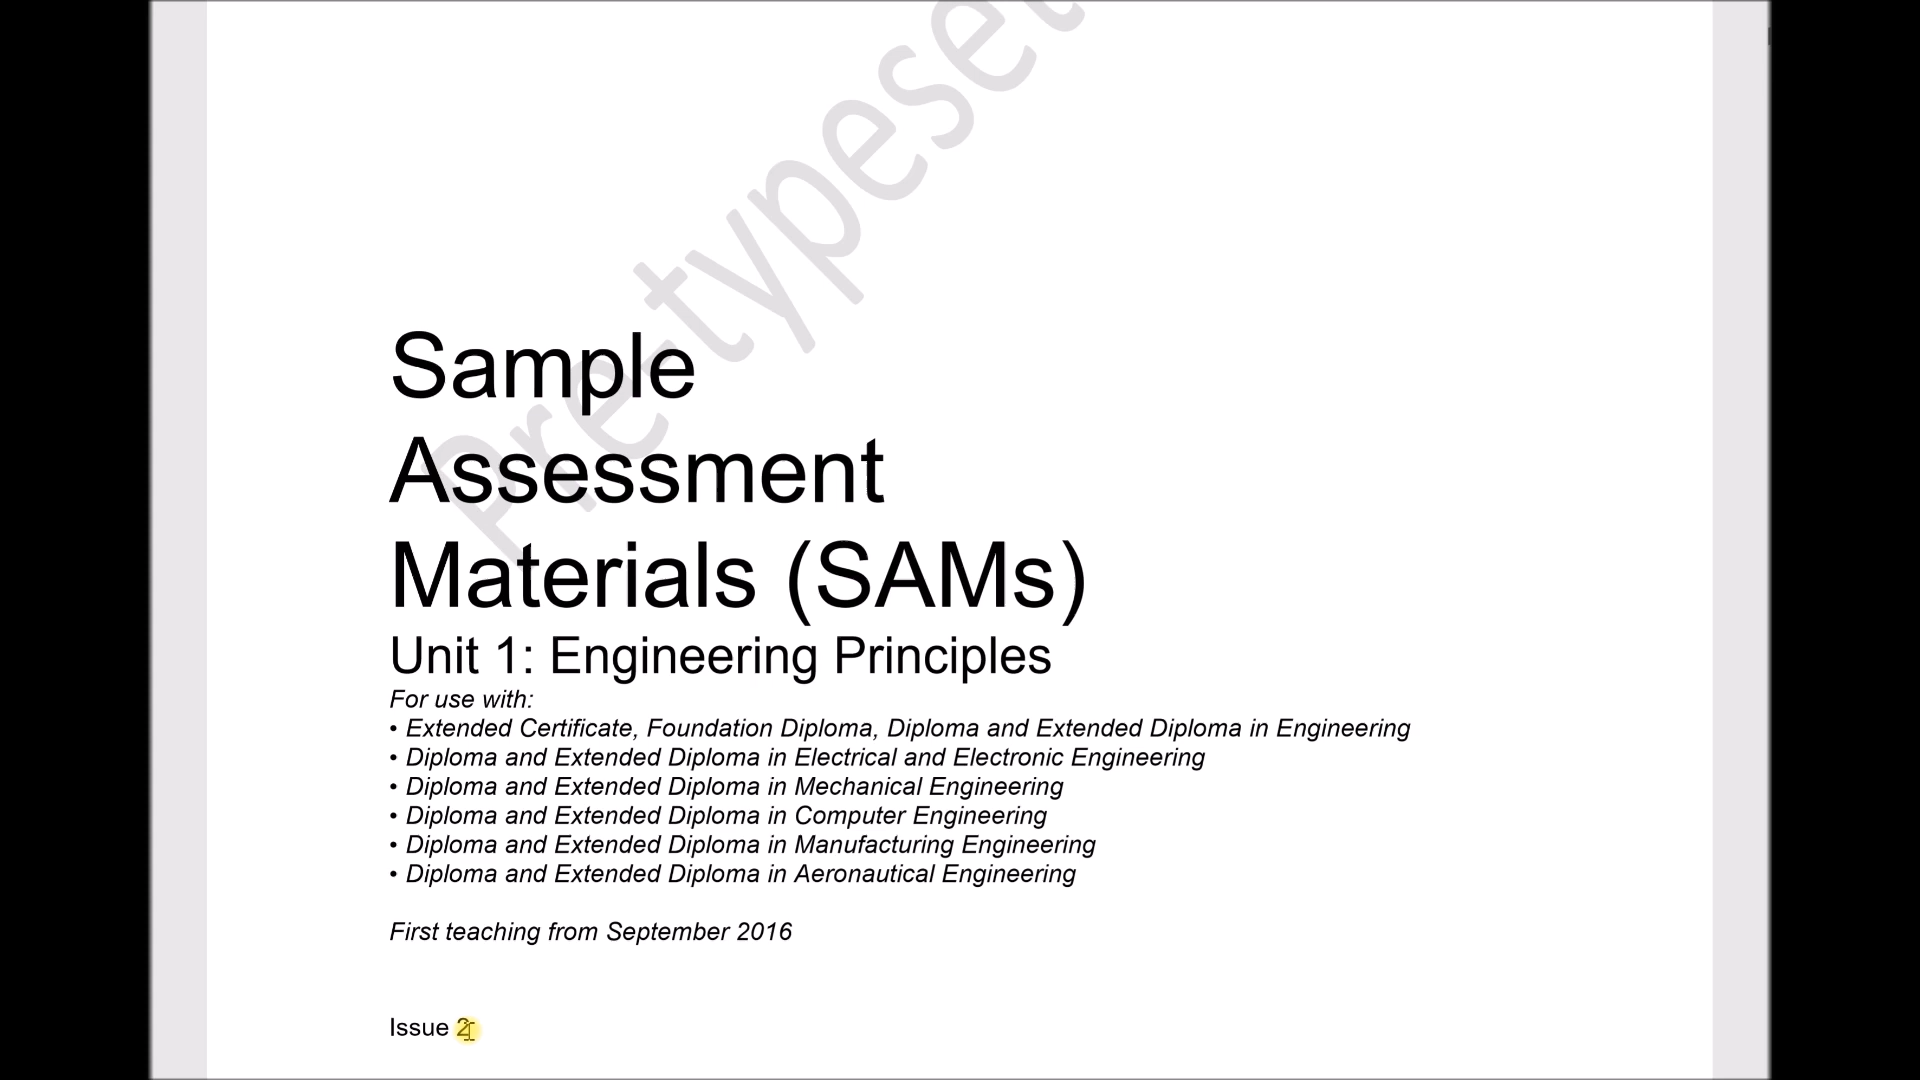 Pre-typeset
Sample
Assessment
Materials (SAMs)
Unit 1: Engineering Principles
For use with:
• Extended Certificate, Foundation Diploma, Diploma and Extended Diploma in Engineering
• Diploma and Extended Diploma in Electrical and Electronic Engineering
• Diploma and Extended Diploma in Mechanical Engineering
• Diploma and Extended Diploma in Computer Engineering
• Diploma and Extended Diploma in Manufacturing Engineering
• Diploma and Extended Diploma in Aeronautical Engineering
First teaching from September 2016
Issue 2